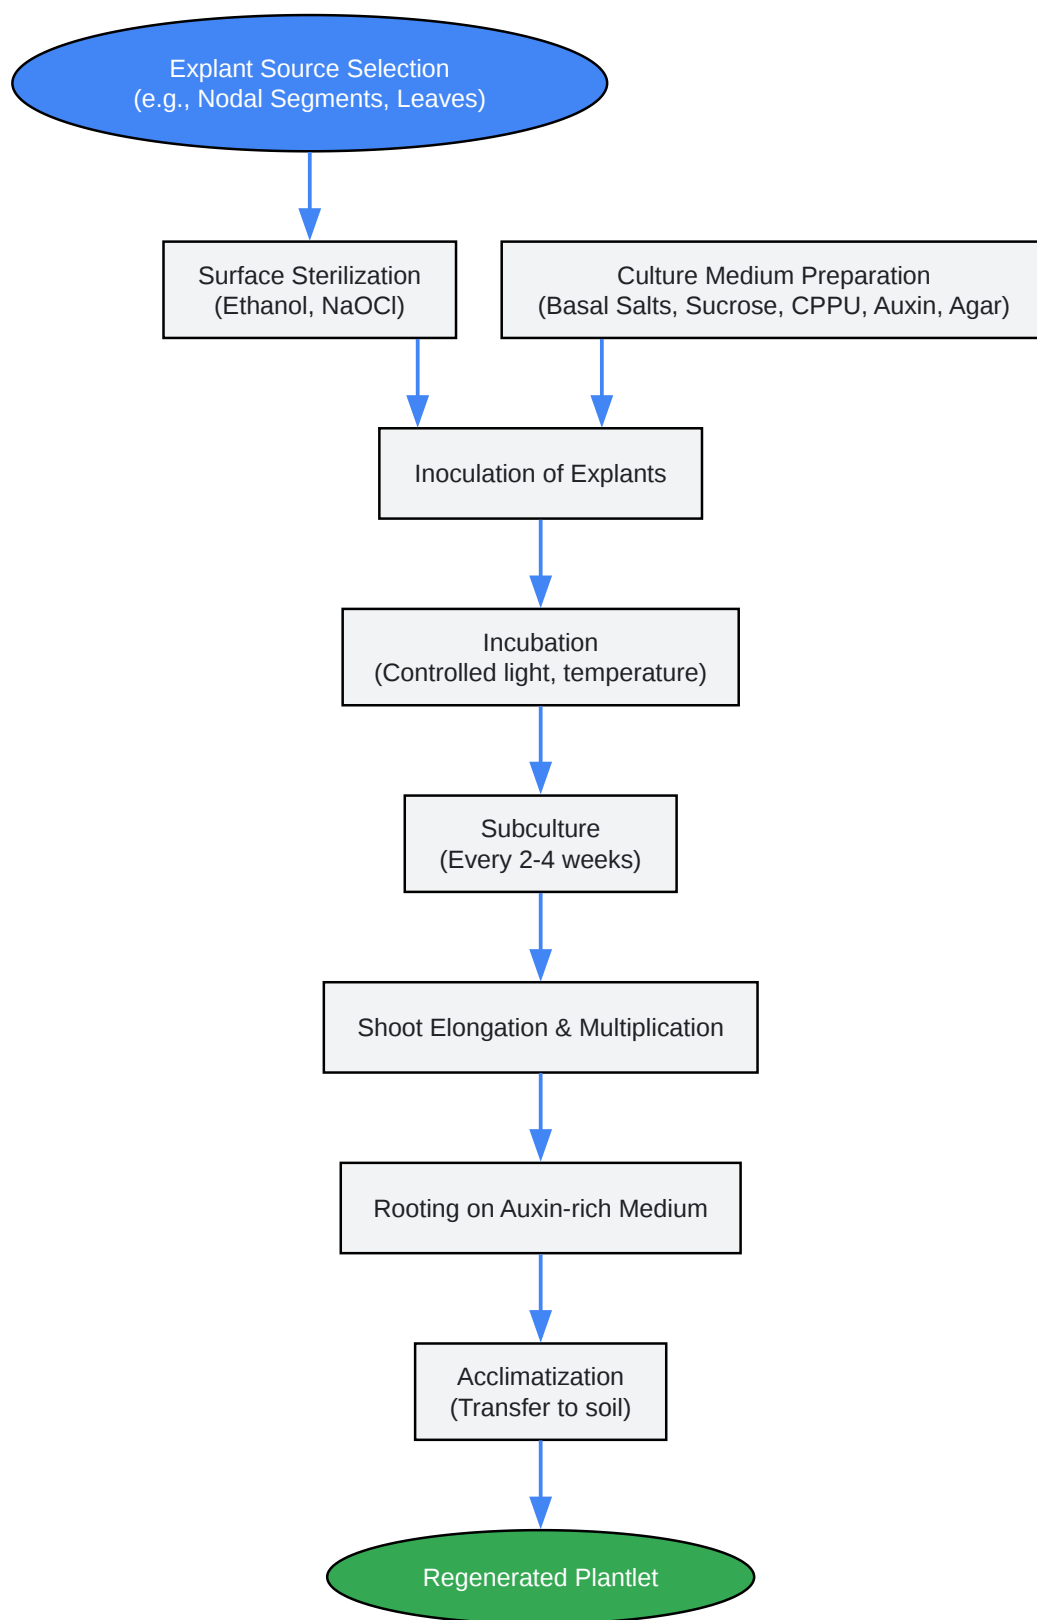 Explant Source Selection
(e.g., Nodal Segments, Leaves)
Surface Sterilization
(Ethanol, NaOCl)
Culture Medium Preparation
(Basal Salts, Sucrose, CPPU, Auxin, Agar)
Inoculation of Explants
Incubation
(Controlled light, temperature)
Subculture
(Every 2-4 weeks)
Shoot Elongation & Multiplication
Rooting on Auxin-rich Medium
Acclimatization
(Transfer to soil)
Regenerated Plantlet